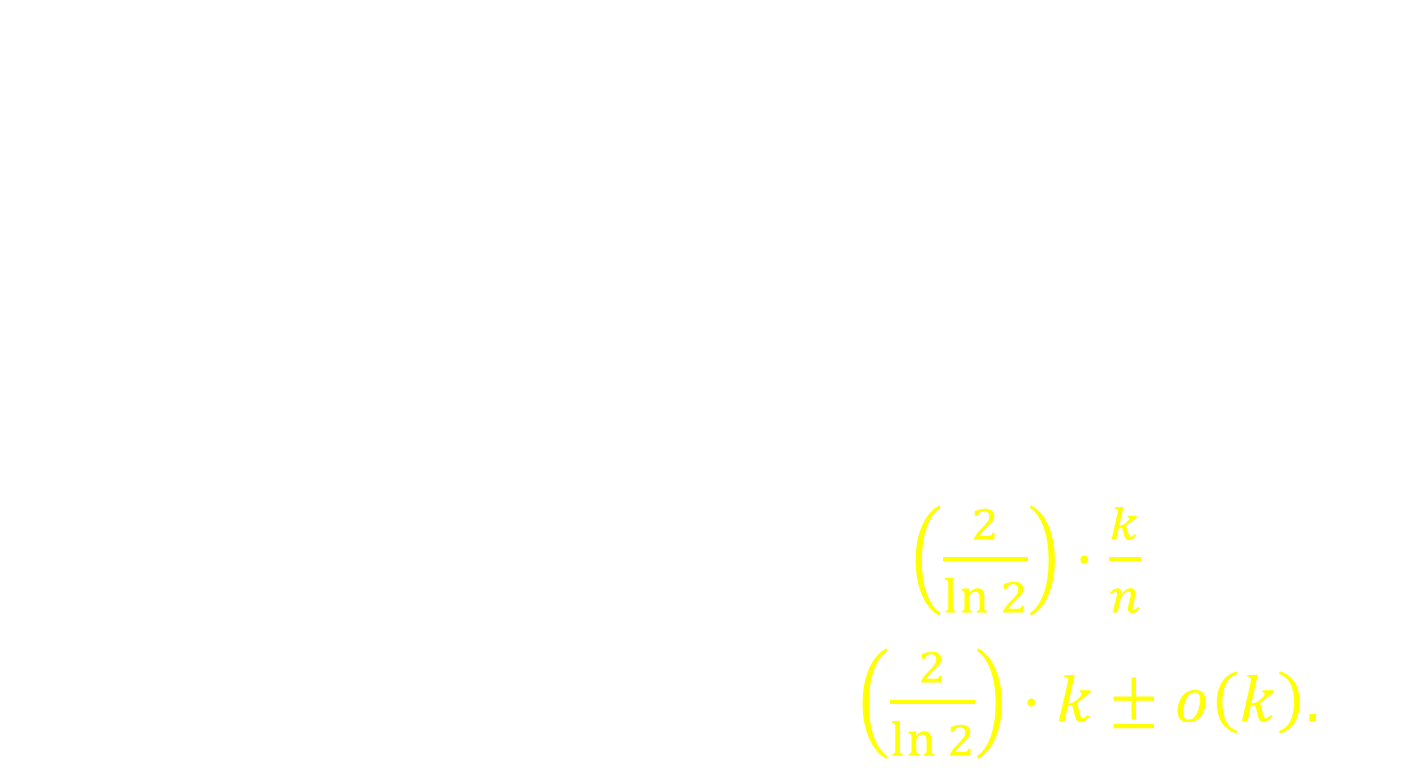 (2/ln 2) · k/n
(2/ln 2) · k ± o(k).